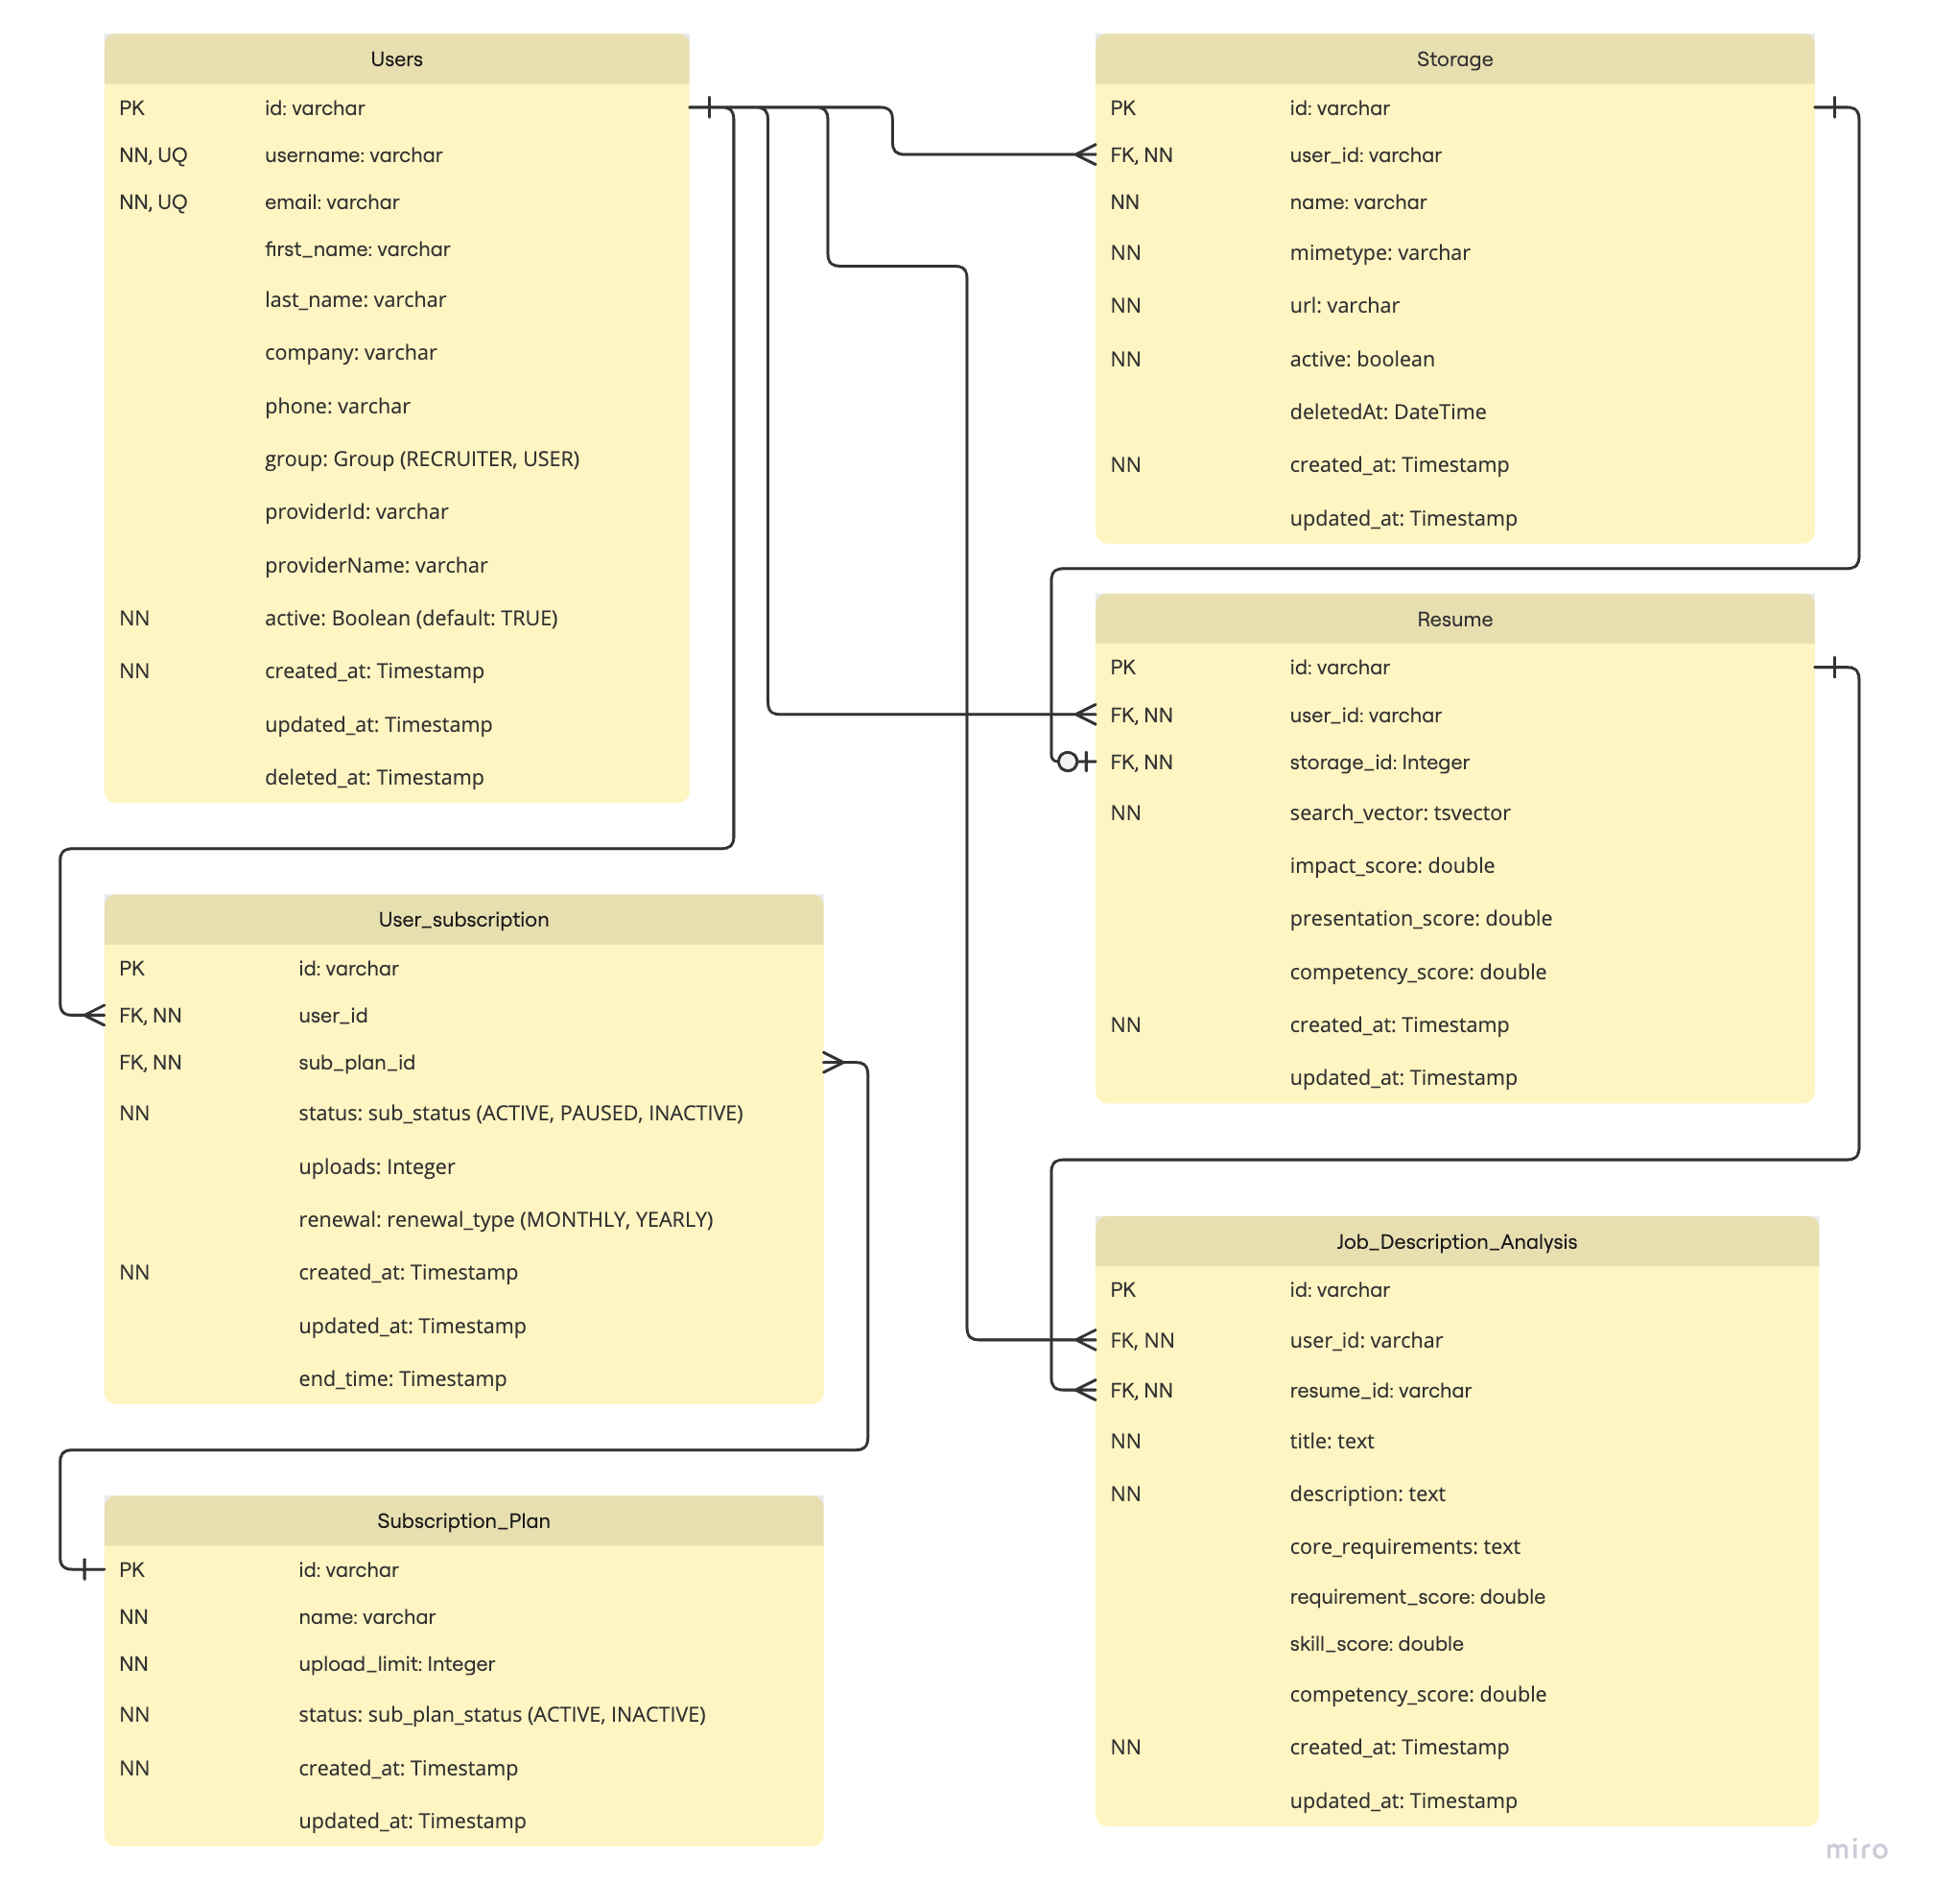 Users
PK id: varchar
NN, UQ username: varchar
NN, UQ email: varchar
first_name: varchar
last_name: varchar
company: varchar
phone: varchar
group: Group (RECRUITER, USER)
providerId: varchar
providerName: varchar
NN active: Boolean (default: TRUE)
NN created_at: Timestamp
updated_at: Timestamp
deleted_at: Timestamp
User_subscription
PK id: varchar
FK, NN user_id
FK, NN sub_plan_id
NN status: sub_status (ACTIVE, PAUSED, INACTIVE)
uploads: Integer
renewal: renewal_type (MONTHLY, YEARLY)
NN created_at: Timestamp
updated_at: Timestamp
end_time: Timestamp
Subscription_Plan
PK id: varchar
NN name: varchar
NN upload_limit: Integer
NN status: sub_plan_status (ACTIVE, INACTIVE)
NN created_at: Timestamp
updated_at: Timestamp
Storage
PK id: varchar
FK, NN user_id: varchar
NN name: varchar
NN mimetype: varchar
NN url: varchar
NN active: boolean
deletedAt: DateTime
NN created_at: Timestamp
updated_at: Timestamp
Resume
PK id: varchar
FK, NN user_id: varchar
FK, NN storage_id: Integer
NN search_vector: tsvector
impact_score: double
presentation_score: double
competency_score: double
NN created_at: Timestamp
updated_at: Timestamp
Job_Description_Analysis
PK id: varchar
FK, NN user_id: varchar
FK, NN resume_id: varchar
NN title: text
NN description: text
core_requirements: text
requirement_score: double
skill_score: double
competency_score: double
NN created_at: Timestamp
updated_at: Timestamp
miro